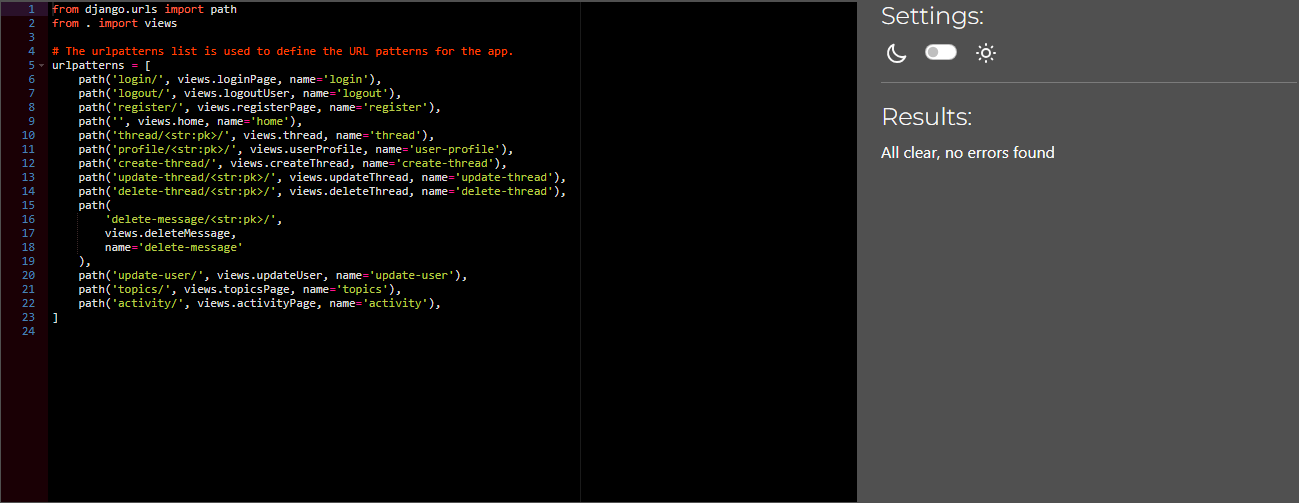 1 from django.urls import path
2 from . import views
3
4 # The urlpatterns list is used to define the URL patterns for the app.
5 urlpatterns = [
6     path('login/', views.loginPage, name='login'),
7     path('logout/', views.logoutUser, name='logout'),
8     path('register/', views.registerPage, name='register'),
9     path('', views.home, name='home'),
10     path('thread/<str:pk>/', views.thread, name='thread'),
11     path('profile/<str:pk>/', views.userProfile, name='user-profile'),
12     path('create-thread/', views.createThread, name='create-thread'),
13     path('update-thread/<str:pk>/', views.updateThread, name='update-thread'),
14     path('delete-thread/<str:pk>/', views.deleteThread, name='delete-thread'),
15     path(
16         'delete-message/<str:pk>/',
17         views.deleteMessage,
18         name='delete-message'
19     ),
20     path('update-user/', views.updateUser, name='update-user'),
21     path('topics/', views.topicsPage, name='topics'),
22     path('activity/', views.activityPage, name='activity'),
23 ]
24
Settings:
Results:
All clear, no errors found